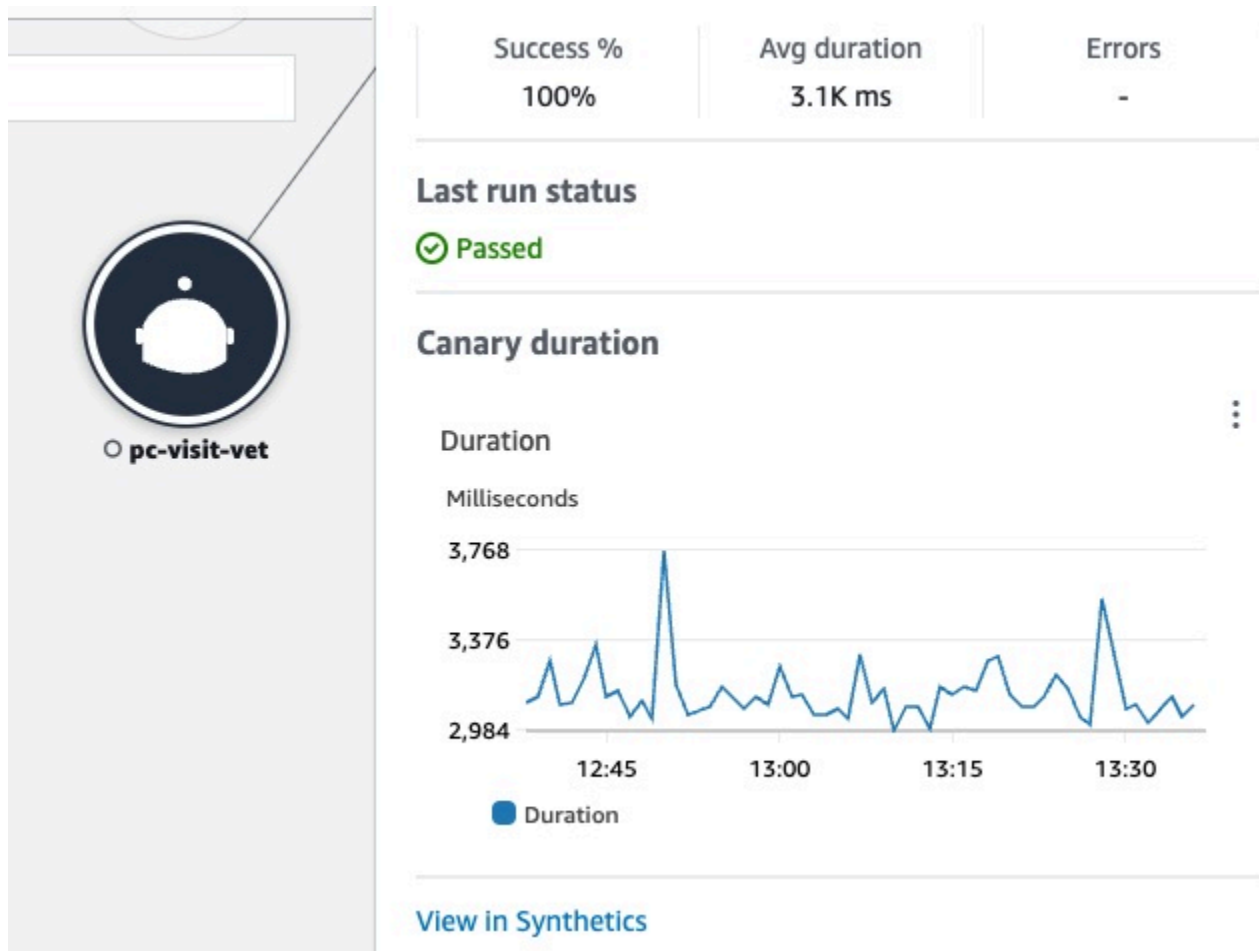 Success %
Avg duration
Errors
100%
3.1K ms
-
Last run status
Passed
Canary duration
pc-visit-vet
Duration
Milliseconds
3,768
3,376
2,984
12:45
13:00
13:15
13:30
Duration
View in Synthetics